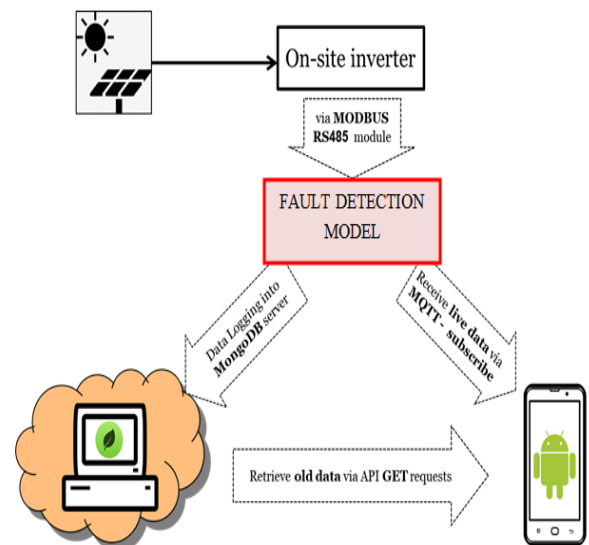 On-site inverter
via MODBUS
RS485 module
FAULT DETECTION
MODEL
Data Logging into
MongoDB server
Receive live data via
MQTT - subscribe
Retrieve old data via API GET requests